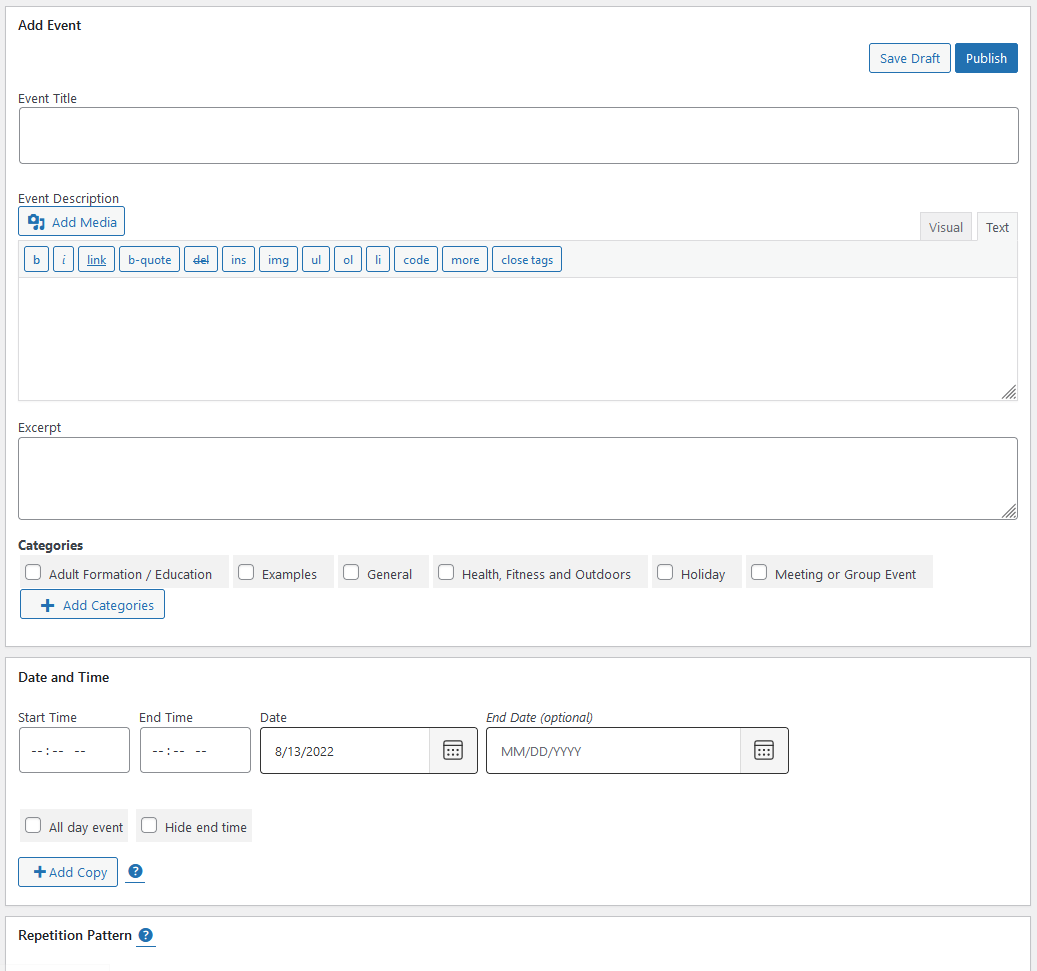 Add Event
Save Draft Publish
Event Title
Event Description
Add Media
Visual Text
b i link b-quote del ins img ul ol li code more close tags
Excerpt
Categories
Adult Formation / Education Examples General Health, Fitness and Outdoors Holiday Meeting or Group Event
Add Categories
Date and Time
Start Time End Time Date End Date (optional)
--:-- -- --:-- -- 8/13/2022 MM/DD/YYYY
All day event Hide end time
Add Copy ?
Repetition Pattern ?